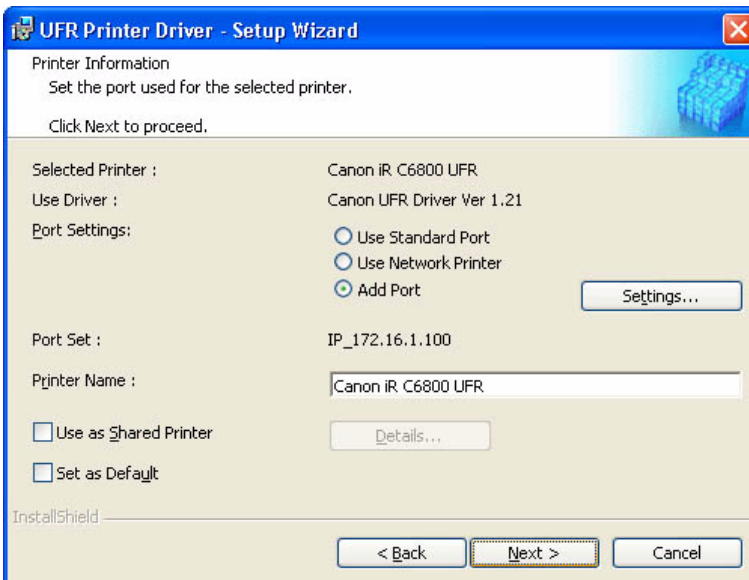 UFR Printer Driver - Setup Wizard
Printer Information
Set the port used for the selected printer.
Click Next to proceed.
Selected Printer : Canon iR C6800 UFR
Use Driver : Canon UFR Driver Ver 1.21
Port Settings: Use Standard Port
Use Network Printer
Add Port Settings...
Port Set : IP_172.16.1.100
Printer Name : Canon iR C6800 UFR
Use as Shared Printer Details...
Set as Default
InstallShield
< Back Next > Cancel